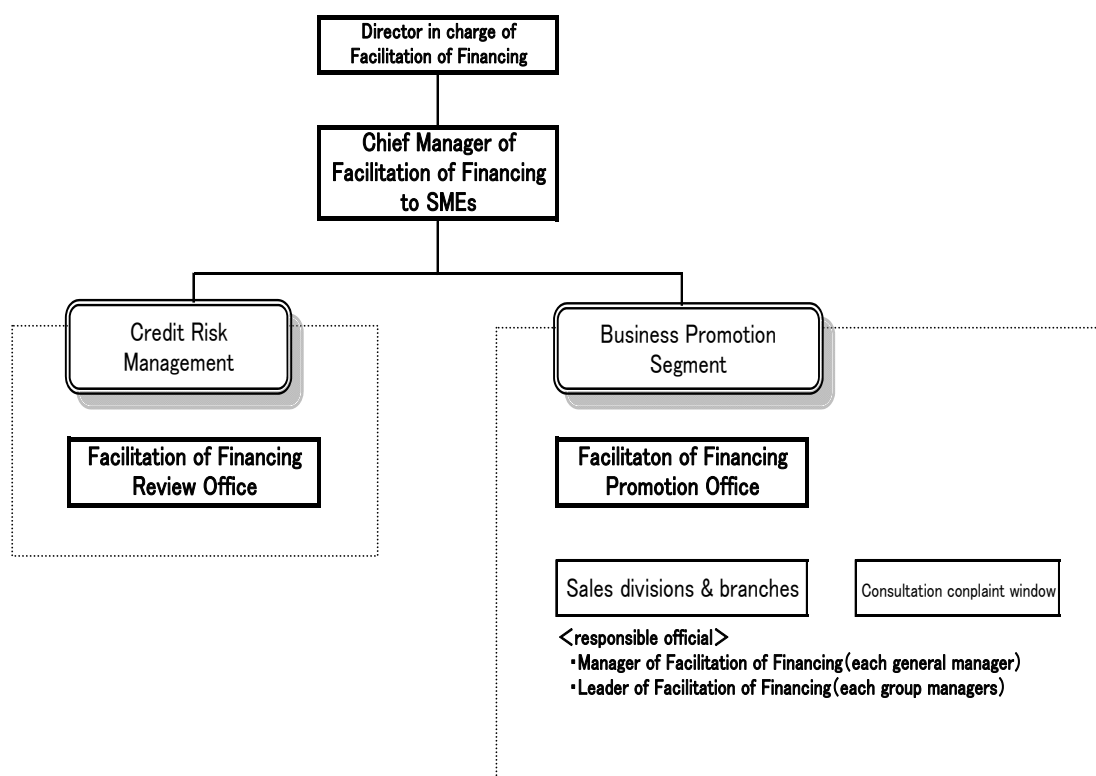 Director in charge of
Facilitation of Financing
Chief Manager of
Facilitation of Financing
to SMEs
Credit Risk
Management
Business Promotion
Segment
Facilitation of Financing
Review Office
Facilitaton of Financing
Promotion Office
Sales divisions & branches
Consultation conplaint window
＜responsible official＞
・Manager of Facilitation of Financing(each general manager)
・Leader of Facilitation of Financing(each group managers)